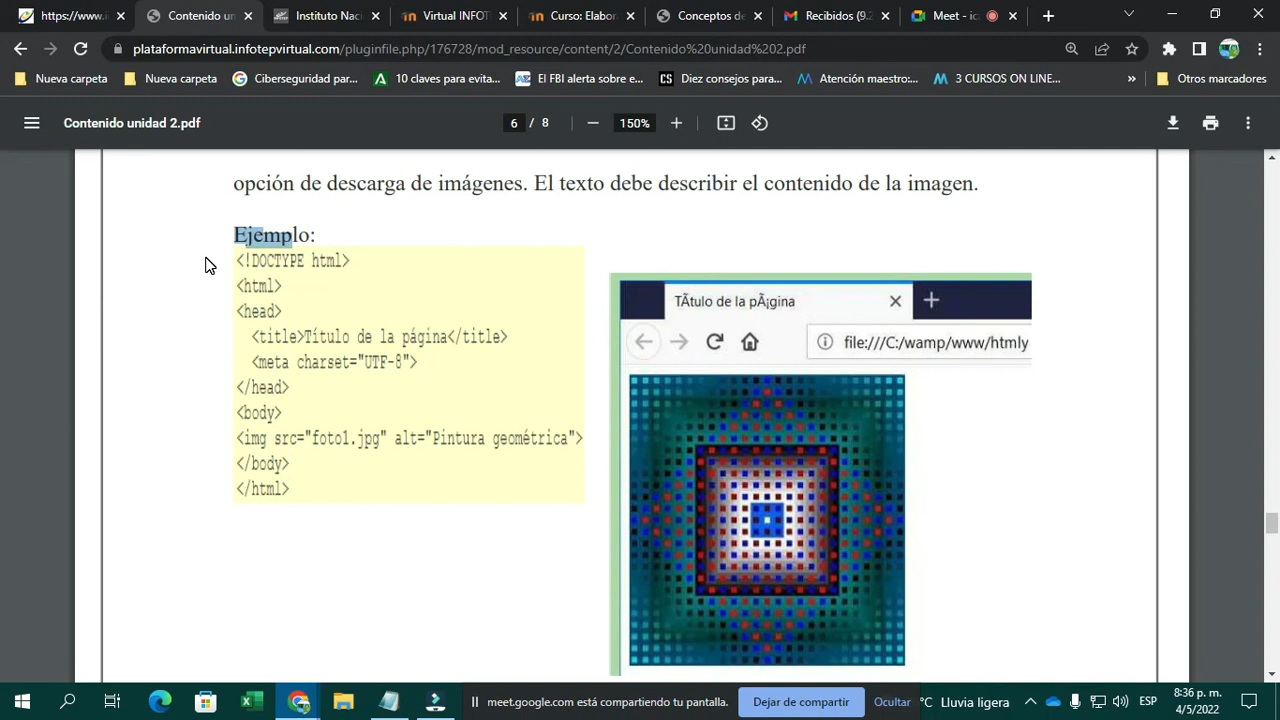 https://www.i
Contenido un
Instituto Nac
Virtual INFOT
Curso: Elabor
Conceptos de
Recibidos (9.2
Meet - ic
plataformavirtual.infotepvirtual.com/pluginfile.php/176728/mod_resource/content/2/Contenido%20unidad%202.pdf
Nueva carpeta
Nueva carpeta
Ciberseguridad par...
10 claves para evita...
El FBI alerta sobre e...
Diez consejos para...
Atención maestro:...
3 CURSOS ON LINE...
»
Otros marcadores
Contenido unidad 2.pdf
6 / 8
150%
opción de descarga de imágenes. El texto debe describir el contenido de la imagen.
Ejemplo:
<!DOCTYPE html>
<html>
<head>
<title>Título de la página</title>
<meta charset="UTF-8">
</head>
<body>
<img src="foto1.jpg" alt="Pintura geométrica">
</body>
</html>
TÃtulo de la pÃ¡gina
file:///C:/wamp/www/htmly
meet.google.com está compartiendo tu pantalla.
Dejar de compartir
Ocultar
°C Lluvia ligera
ESP
8:36 p. m.
4/5/2022